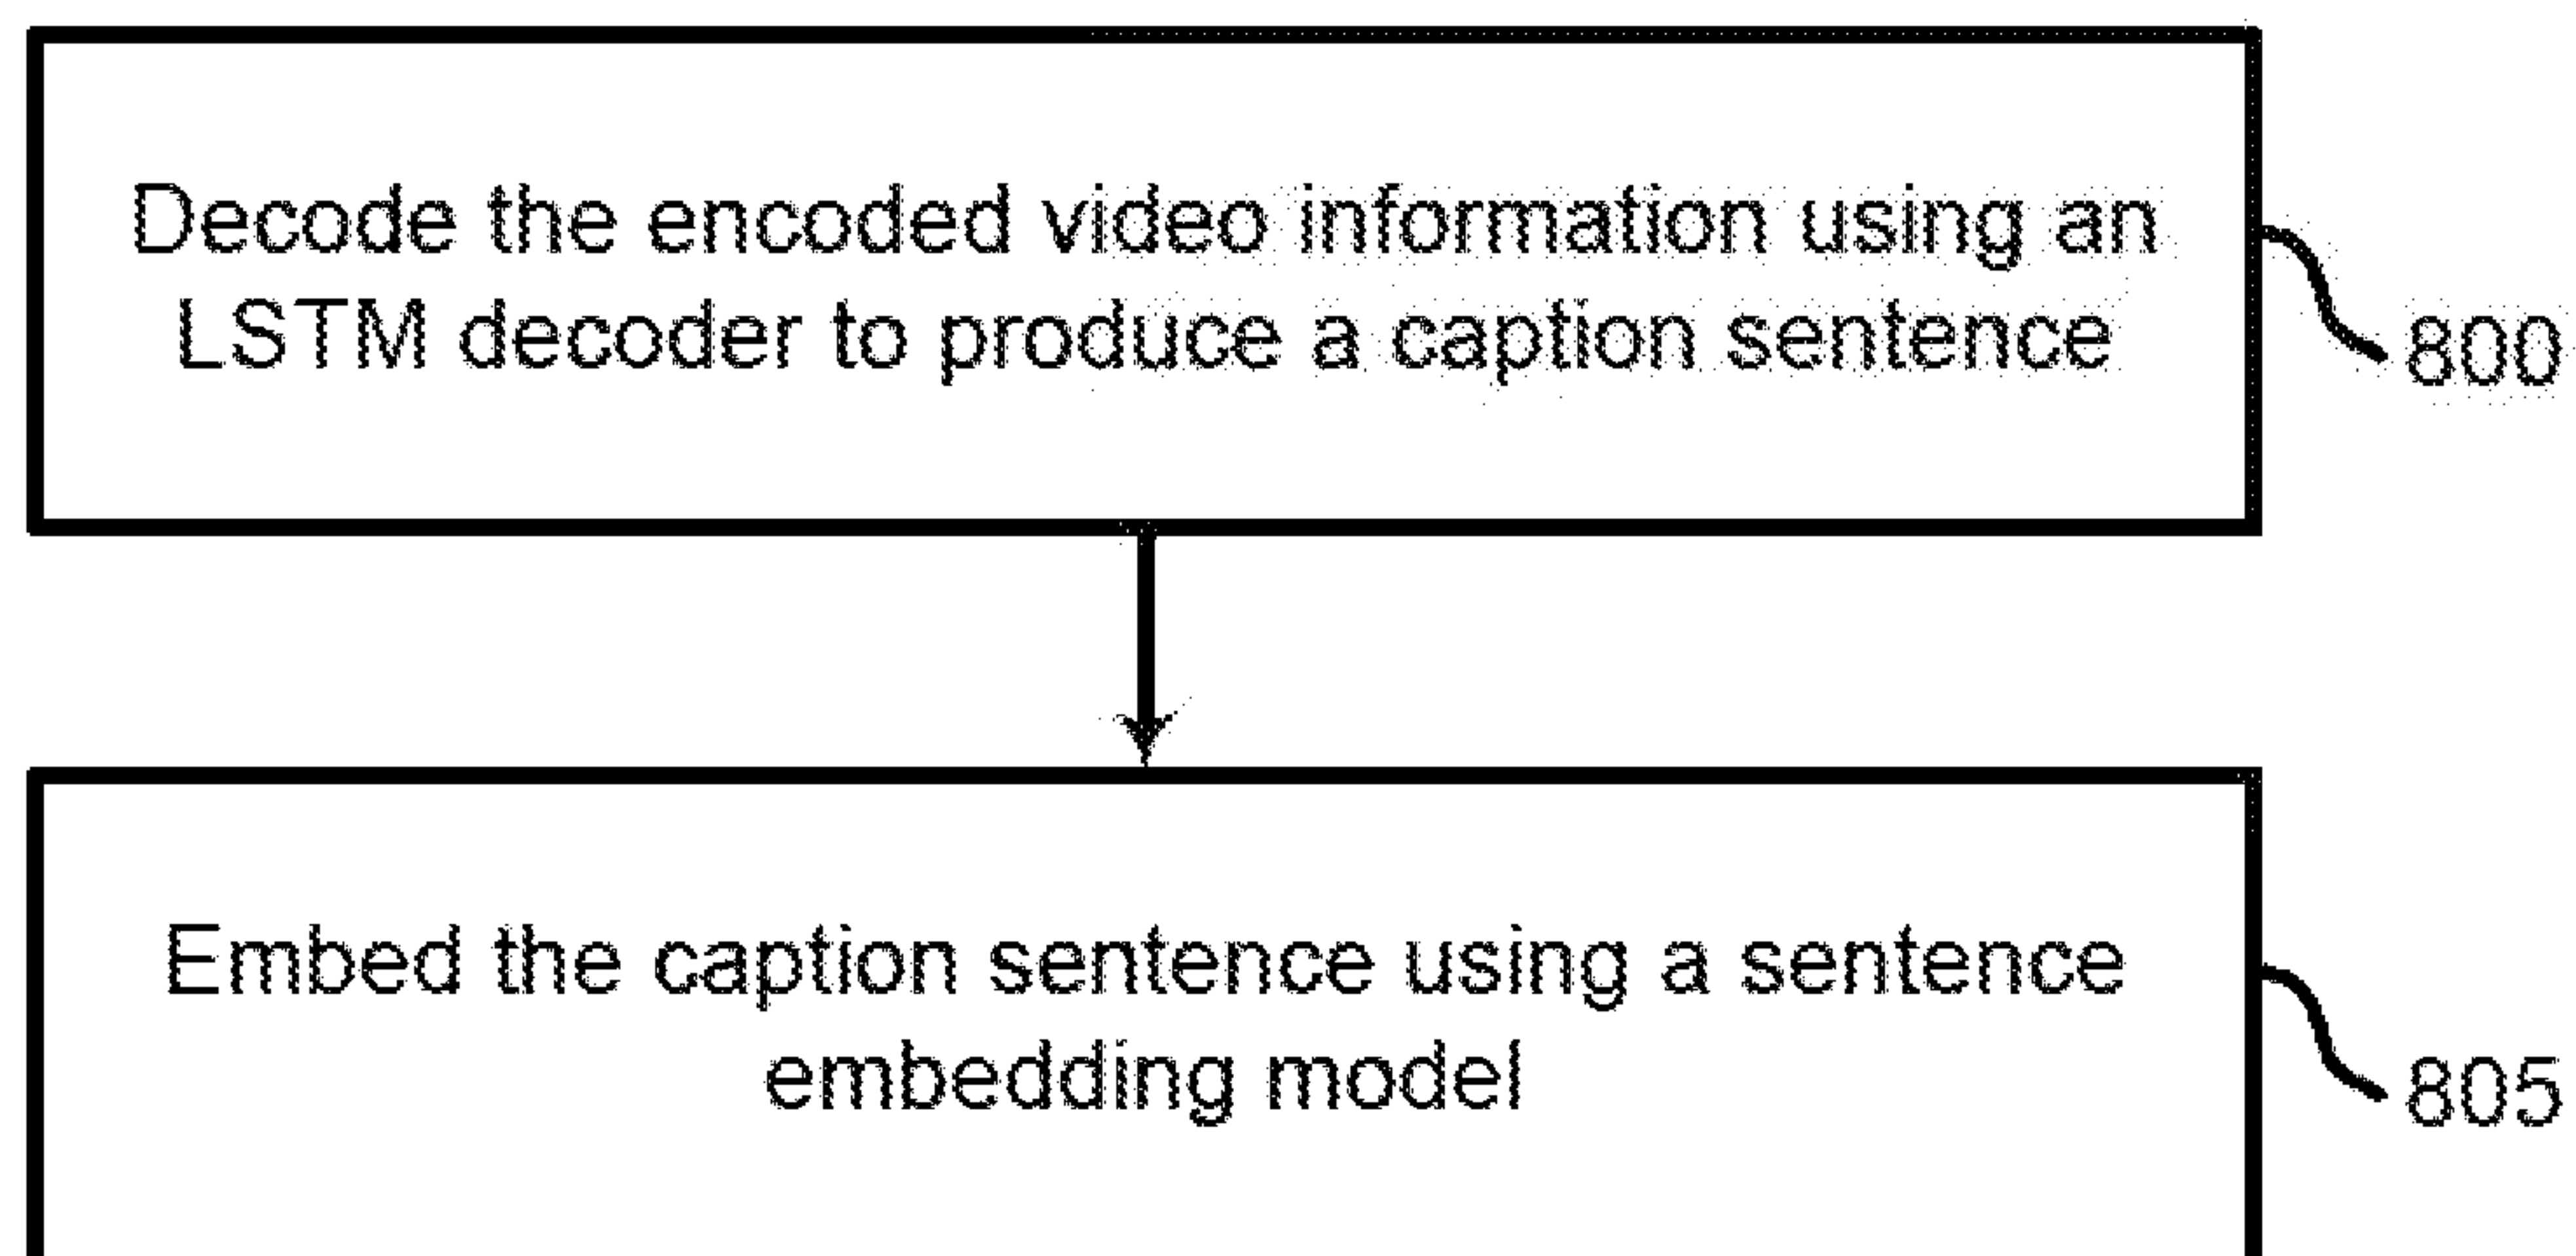 Decode the encoded video information using an
LSTM decoder to produce a caption sentence
800
Embed the caption sentence using a sentence
embedding model
805